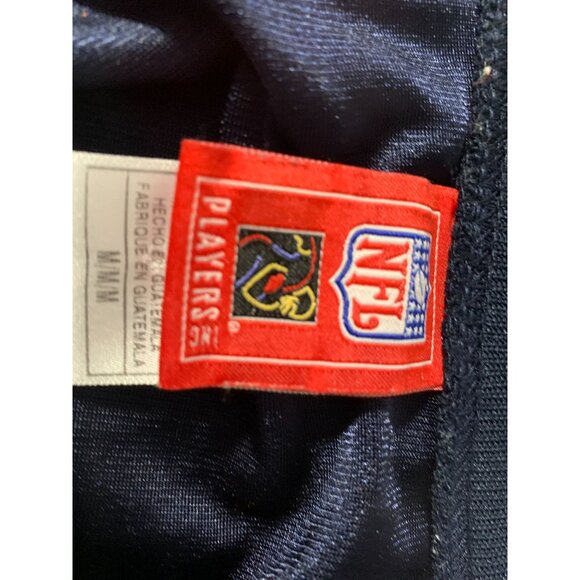 NFL
PLAYERS
INC
®
HECHO EN GUATEMALA
FABRIQUE EN GUATEMALA
M/M/M